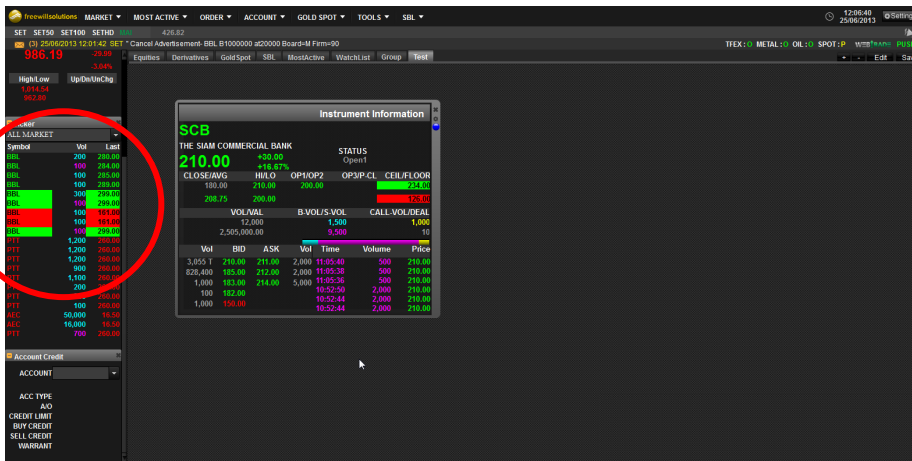 freewillsolutions MARKET ▼ MOST ACTIVE ▼ ORDER ▼ ACCOUNT ▼ GOLD SPOT ▼ TOOLS ▼ SBL ▼ 12:06:40 Setting
25/06/2013
SET SET50 SET100 SETHD 426.82
(3) 25/06/2013 12:01:42 SET * Cancel Advertisement- BBL B1000000 at20000 Board=M Firm=90 TFEX:O METAL:O OIL:O SPOT:P PUSH
986.19 -29.99
-3.84%
Equities Derivatives GoldSpot SBL MostActive WatchList Group Test - - Edit Sav
High/Low Up/Dn/UnChg
1,014.54
952.80
ALL MARKET
Symbol Vol Last
BBL 200 280.00
BBL 100 284.00
BBL 100 285.00
BBL 100 289.00
BBL 300 299.00
BBL 100 299.00
BBL 100 161.00
BBL 100 161.00
BBL 100 299.00
PTT 1,200 260.00
PTT 1,200 260.00
PTT 1,200 260.00
PTT 900 260.00
PTT 1,100 260.00
PTT 200 260.00
PTT 260.00
PTT 100 260.00
AEC 50,000 10.50
AEC 16,000 10.50
PTT 700 260.00
Account Credit
ACCOUNT
ACC TYPE
A/O
CREDIT LIMIT
BUY CREDIT
SELL CREDIT
WARRANT
Instrument Information
SCB
THE SIAM COMMERCIAL BANK
STATUS
210.00 +30.00 Open1
+16.67%
CLOSE/AVG HI/LO OP1/OP2 OP3/P-CL CEIL/FLOOR
180.00 210.00 200.00 234.00
208.75 200.00 126.00
VOL/VAL B-VOL/S-VOL CALL-VOL/DEAL
12,000 1,500 1,000
2,505,000.00 9,500 10
Vol BID ASK Vol Time Volume Price
3,055 T 210.00 211.00 2,000 11:05:40 500 210.00
828,400 185.00 212.00 2,000 11:05:38 500 210.00
1,000 183.00 214.00 5,000 11:05:36 500 210.00
100 182.00 10:52:50 2,000 210.00
1,000 150.00 10:52:44 2,000 210.00
10:52:44 2,000 210.00